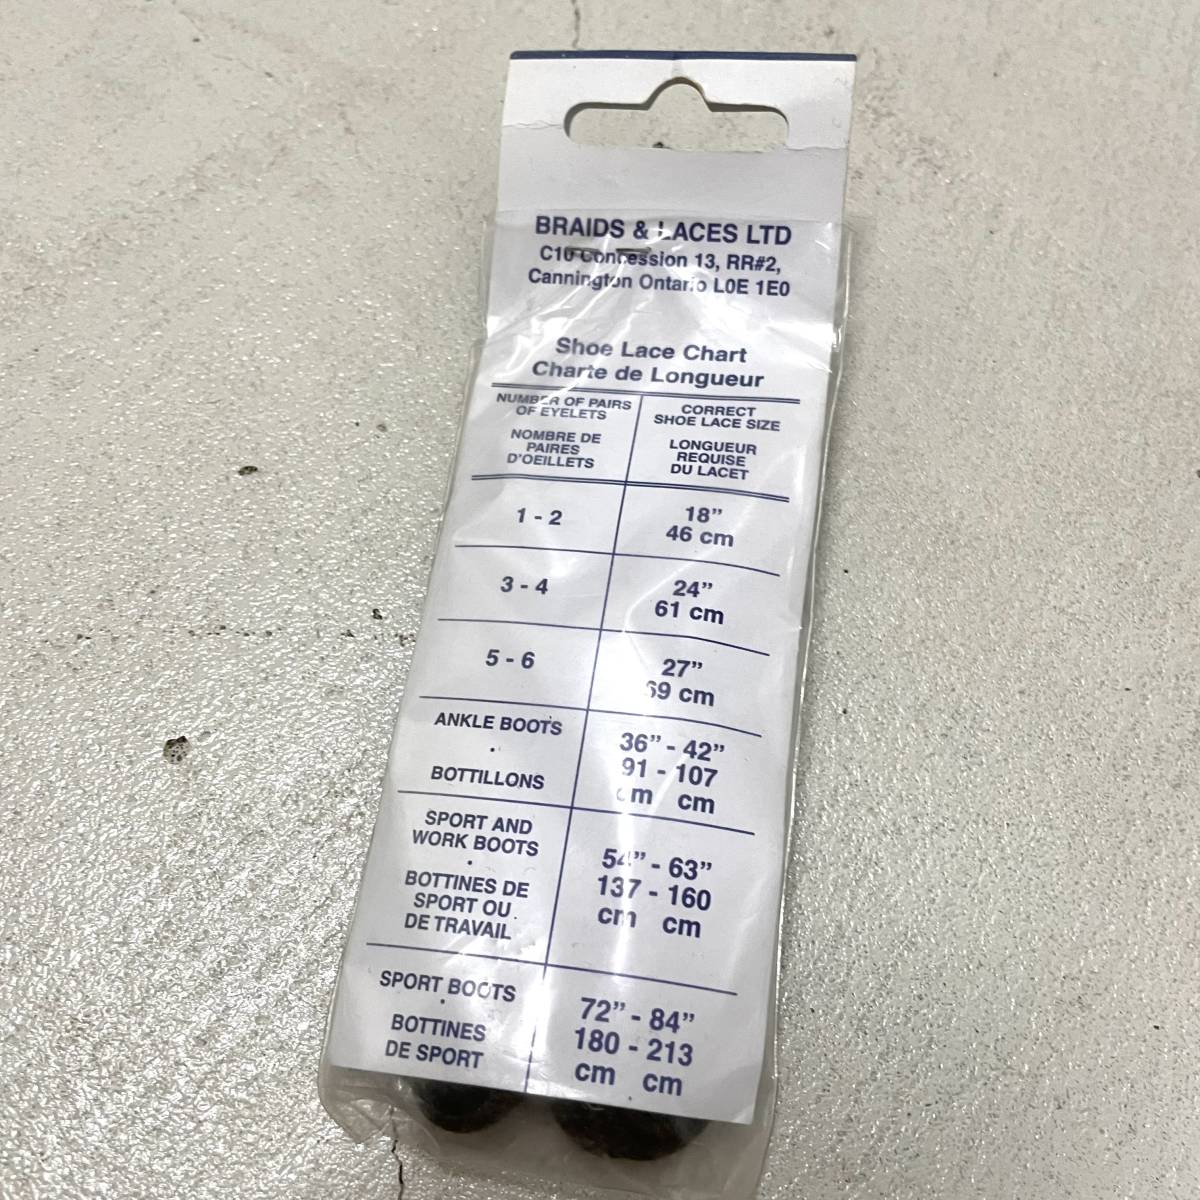 BRAIDS & LACES LTD
C10 Concession 13, RR#2,
Cannington Ontario L0E 1E0
Shoe Lace Chart
Charte de Longueur
NUMBER OF PAIRS
OF EYELETS
NOMBRE DE
PAIRES
D'OEILLETS
CORRECT
SHOE LACE SIZE
LONGUEUR
REQUISE
DU LACET
1 - 2
18”
46 cm
3 - 4
24”
61 cm
5 - 6
27”
69 cm
ANKLE BOOTS
•
BOTTILLONS
36” - 42”
91 - 107
cm cm
SPORT AND
WORK BOOTS
•
BOTTINES DE
SPORT OU
DE TRAVAIL
54” - 63”
137 - 160
cm cm
SPORT BOOTS
•
BOTTINES
DE SPORT
72” - 84”
180 - 213
cm cm